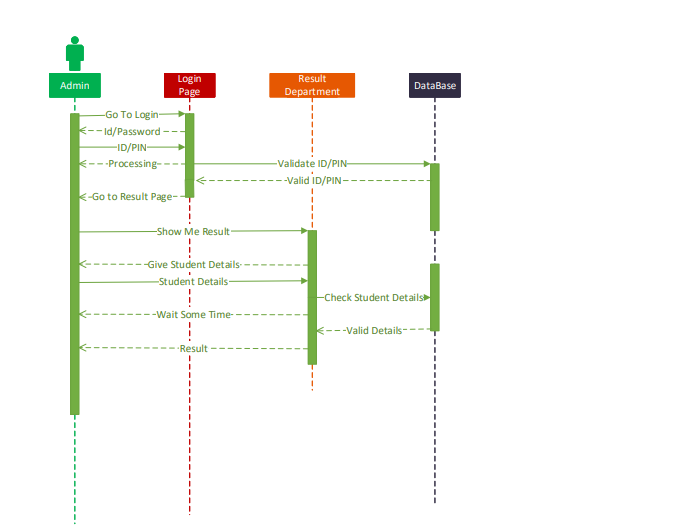 Admin
Login
Page
Result
Department
DataBase
Go To Login
Id/Password
ID/PIN
Processing
Validate ID/PIN
Valid ID/PIN
Go to Result Page
Show Me Result
Give Student Details
Student Details
Check Student Details
Wait Some Time
Valid Details
Result